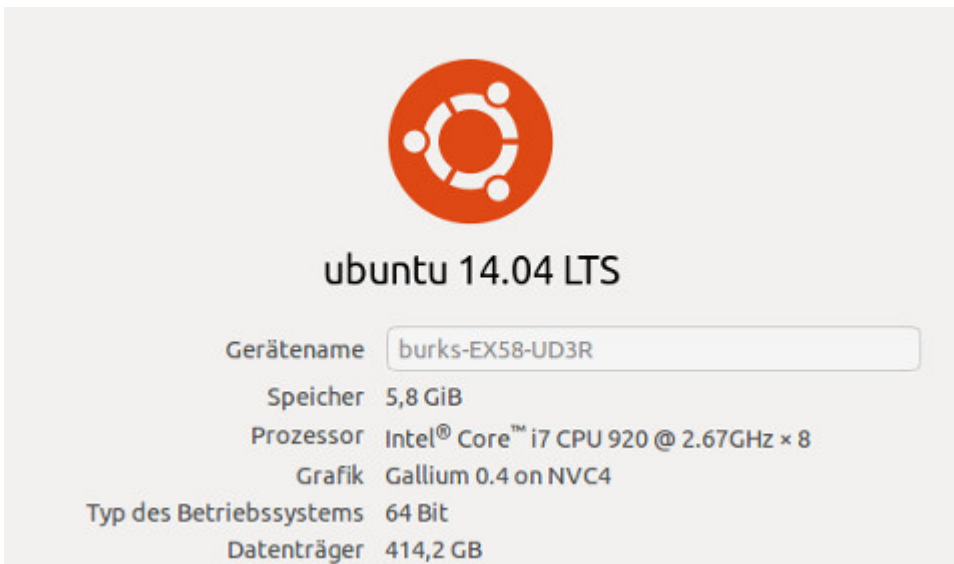 ubuntu 14.04 LTS
Gerätename burks-EX58-UD3R
Speicher 5,8 GiB
Prozessor Intel® Core™ i7 CPU 920 @ 2.67GHz × 8
Grafik Gallium 0.4 on NVC4
Typ des Betriebssystems 64 Bit
Datenträger 414,2 GB